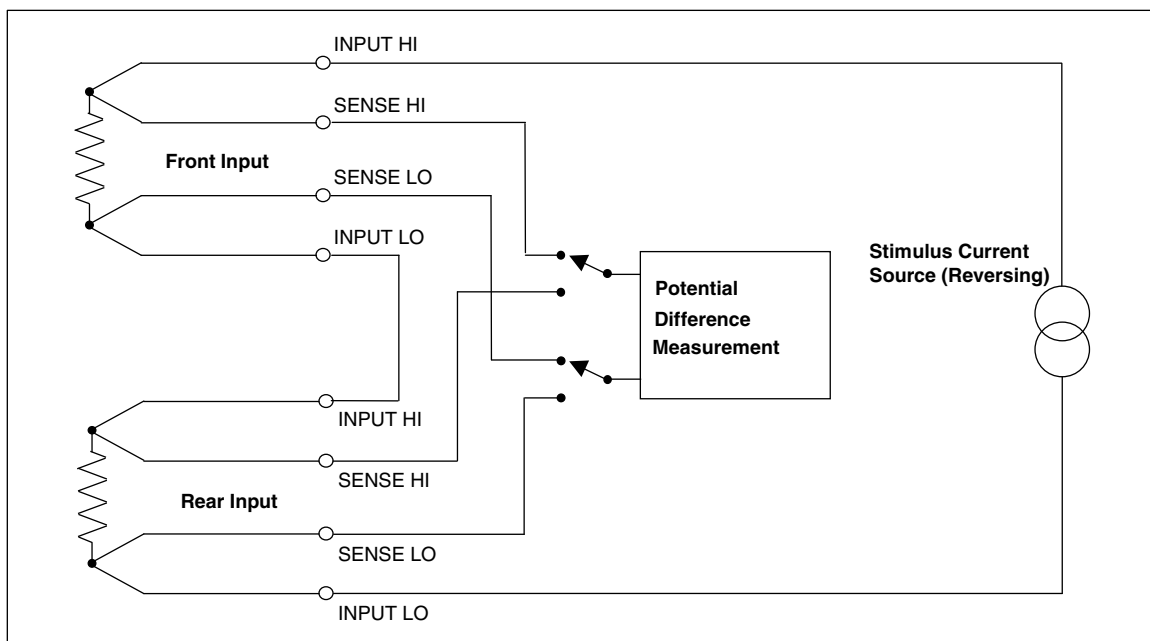 INPUT HI
SENSE HI
Front Input
SENSE LO
INPUT LO
Stimulus Current
Source (Reversing)
Potential
Difference
Measurement
INPUT HI
SENSE HI
Rear Input
SENSE LO
INPUT LO